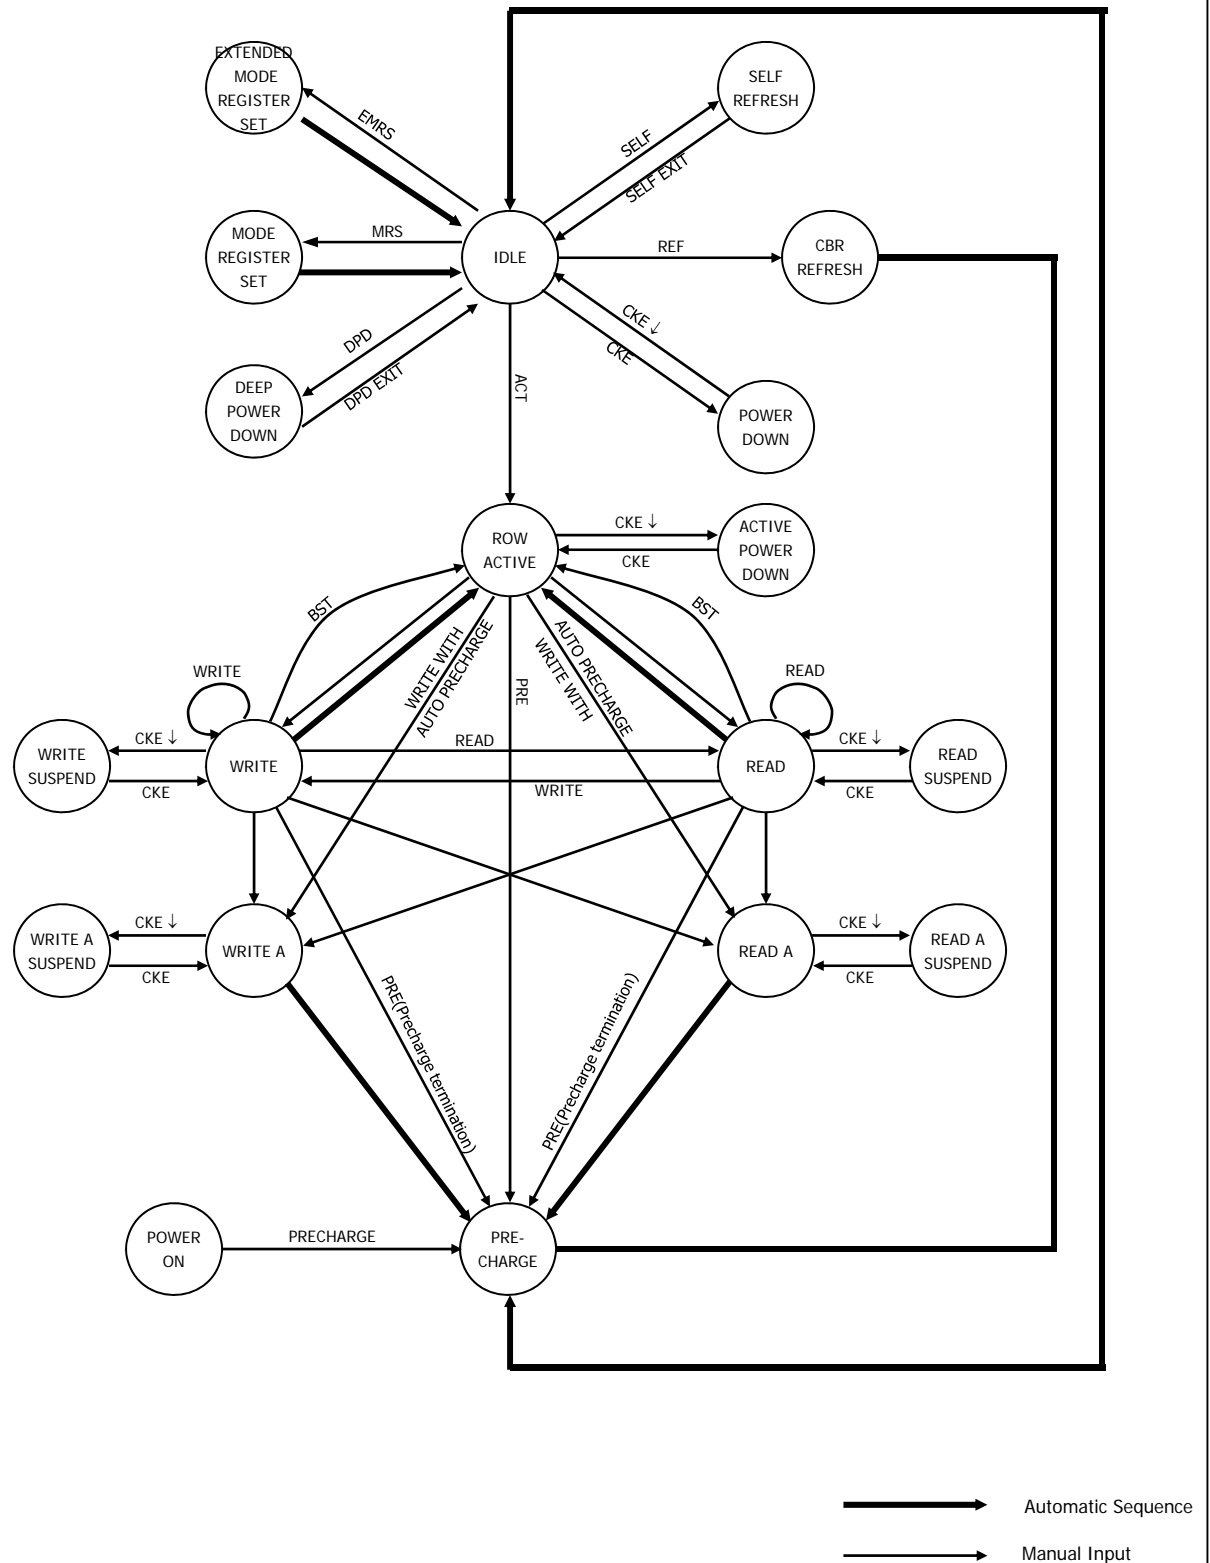 EXTENDED
MODE
REGISTER
SET
SELF
REFRESH
EMRS
SELF
SELF EXIT
MODE
REGISTER
SET
MRS
IDLE
REF
CBR
REFRESH
DPD
DPD EXIT
CKE ↓
CKE
DEEP
POWER
DOWN
ACT
POWER
DOWN
ROW
ACTIVE
CKE ↓
CKE
ACTIVE
POWER
DOWN
BST
BST
WRITE WITH
AUTO PRECHARGE
PRE
AUTO PRECHARGE
WRITE WITH
WRITE
READ
WRITE
SUSPEND
CKE ↓
CKE
WRITE
READ
WRITE
READ
CKE ↓
CKE
READ
SUSPEND
WRITE A
SUSPEND
CKE ↓
CKE
WRITE A
READ A
CKE ↓
CKE
READ A
SUSPEND
PRE(Precharge termination)
PRE(Precharge termination)
POWER
ON
PRECHARGE
PRE-
CHARGE
Automatic Sequence
Manual Input